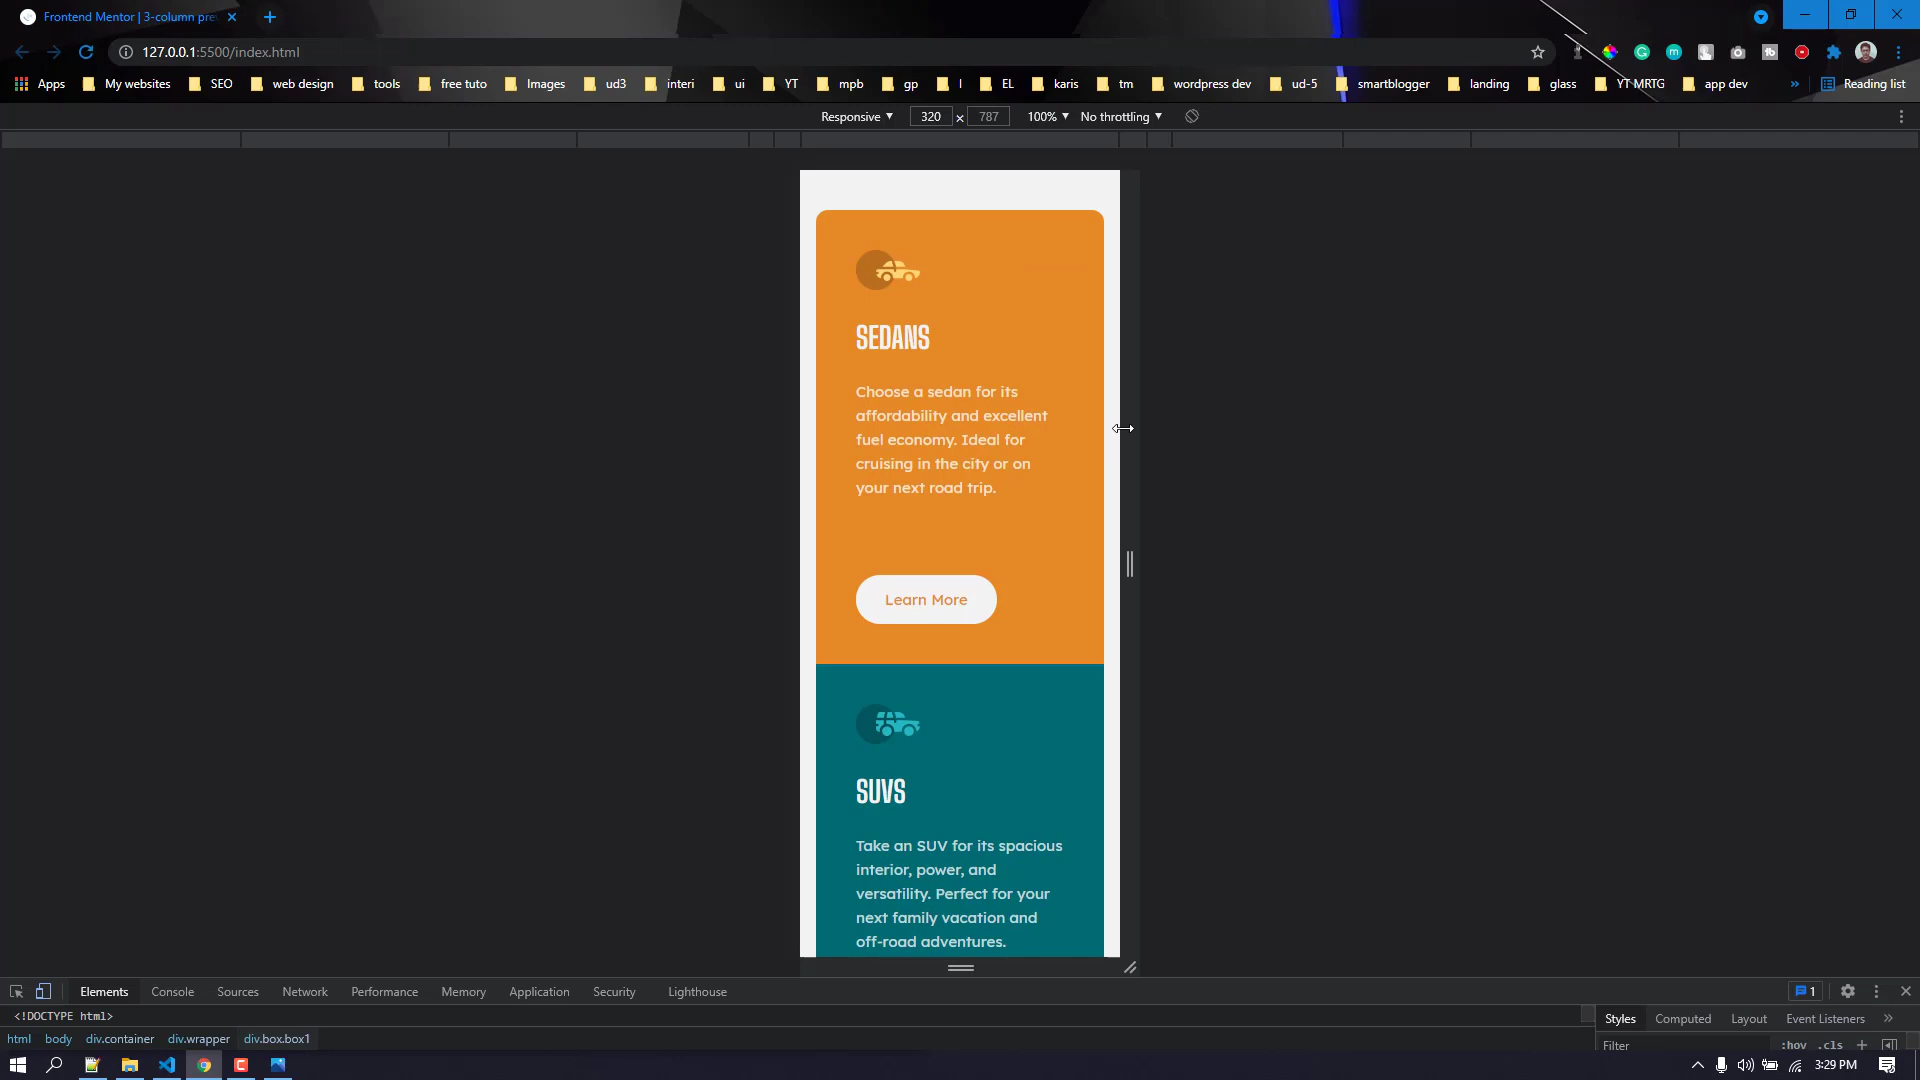 Frontend Mentor | 3-column pre
127.0.0.1:5500/index.html
Apps My websites SEO web design tools free tuto Images ud3 interi ui YT mpb gp l EL karis tm wordpress dev ud-5 smartblogger landing glass YT MRTG app dev » Reading list
Responsive 320 × 787 100% No throttling
SEDANS
Choose a sedan for its
affordability and excellent
fuel economy. Ideal for
cruising in the city or on
your next road trip.
Learn More
SUVS
Take an SUV for its spacious
interior, power, and
versatility. Perfect for your
next family vacation and
off-road adventures.
Elements Console Sources Network Performance Memory Application Security Lighthouse 1
<!DOCTYPE html>
Styles Computed Layout Event Listeners »
html body div.container div.wrapper div.box.box1
Filter :hov .cls +
3:29 PM